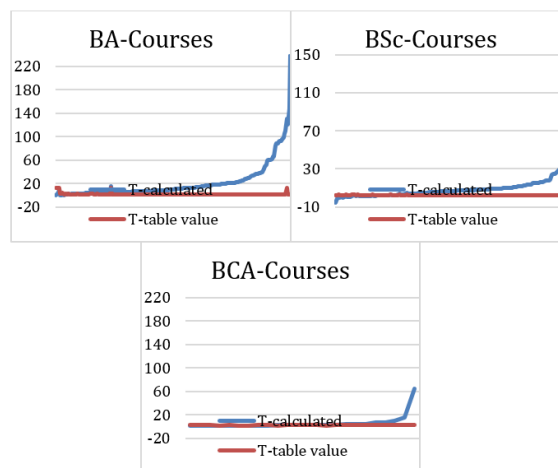 BA-Courses
220
180
140
100
60
20
-20
T-calculated
T-table value
BSc-Courses
150
110
70
30
-10
T-calculated
T-table value
BCA-Courses
220
180
140
100
60
20
-20
T-calculated
T-table value